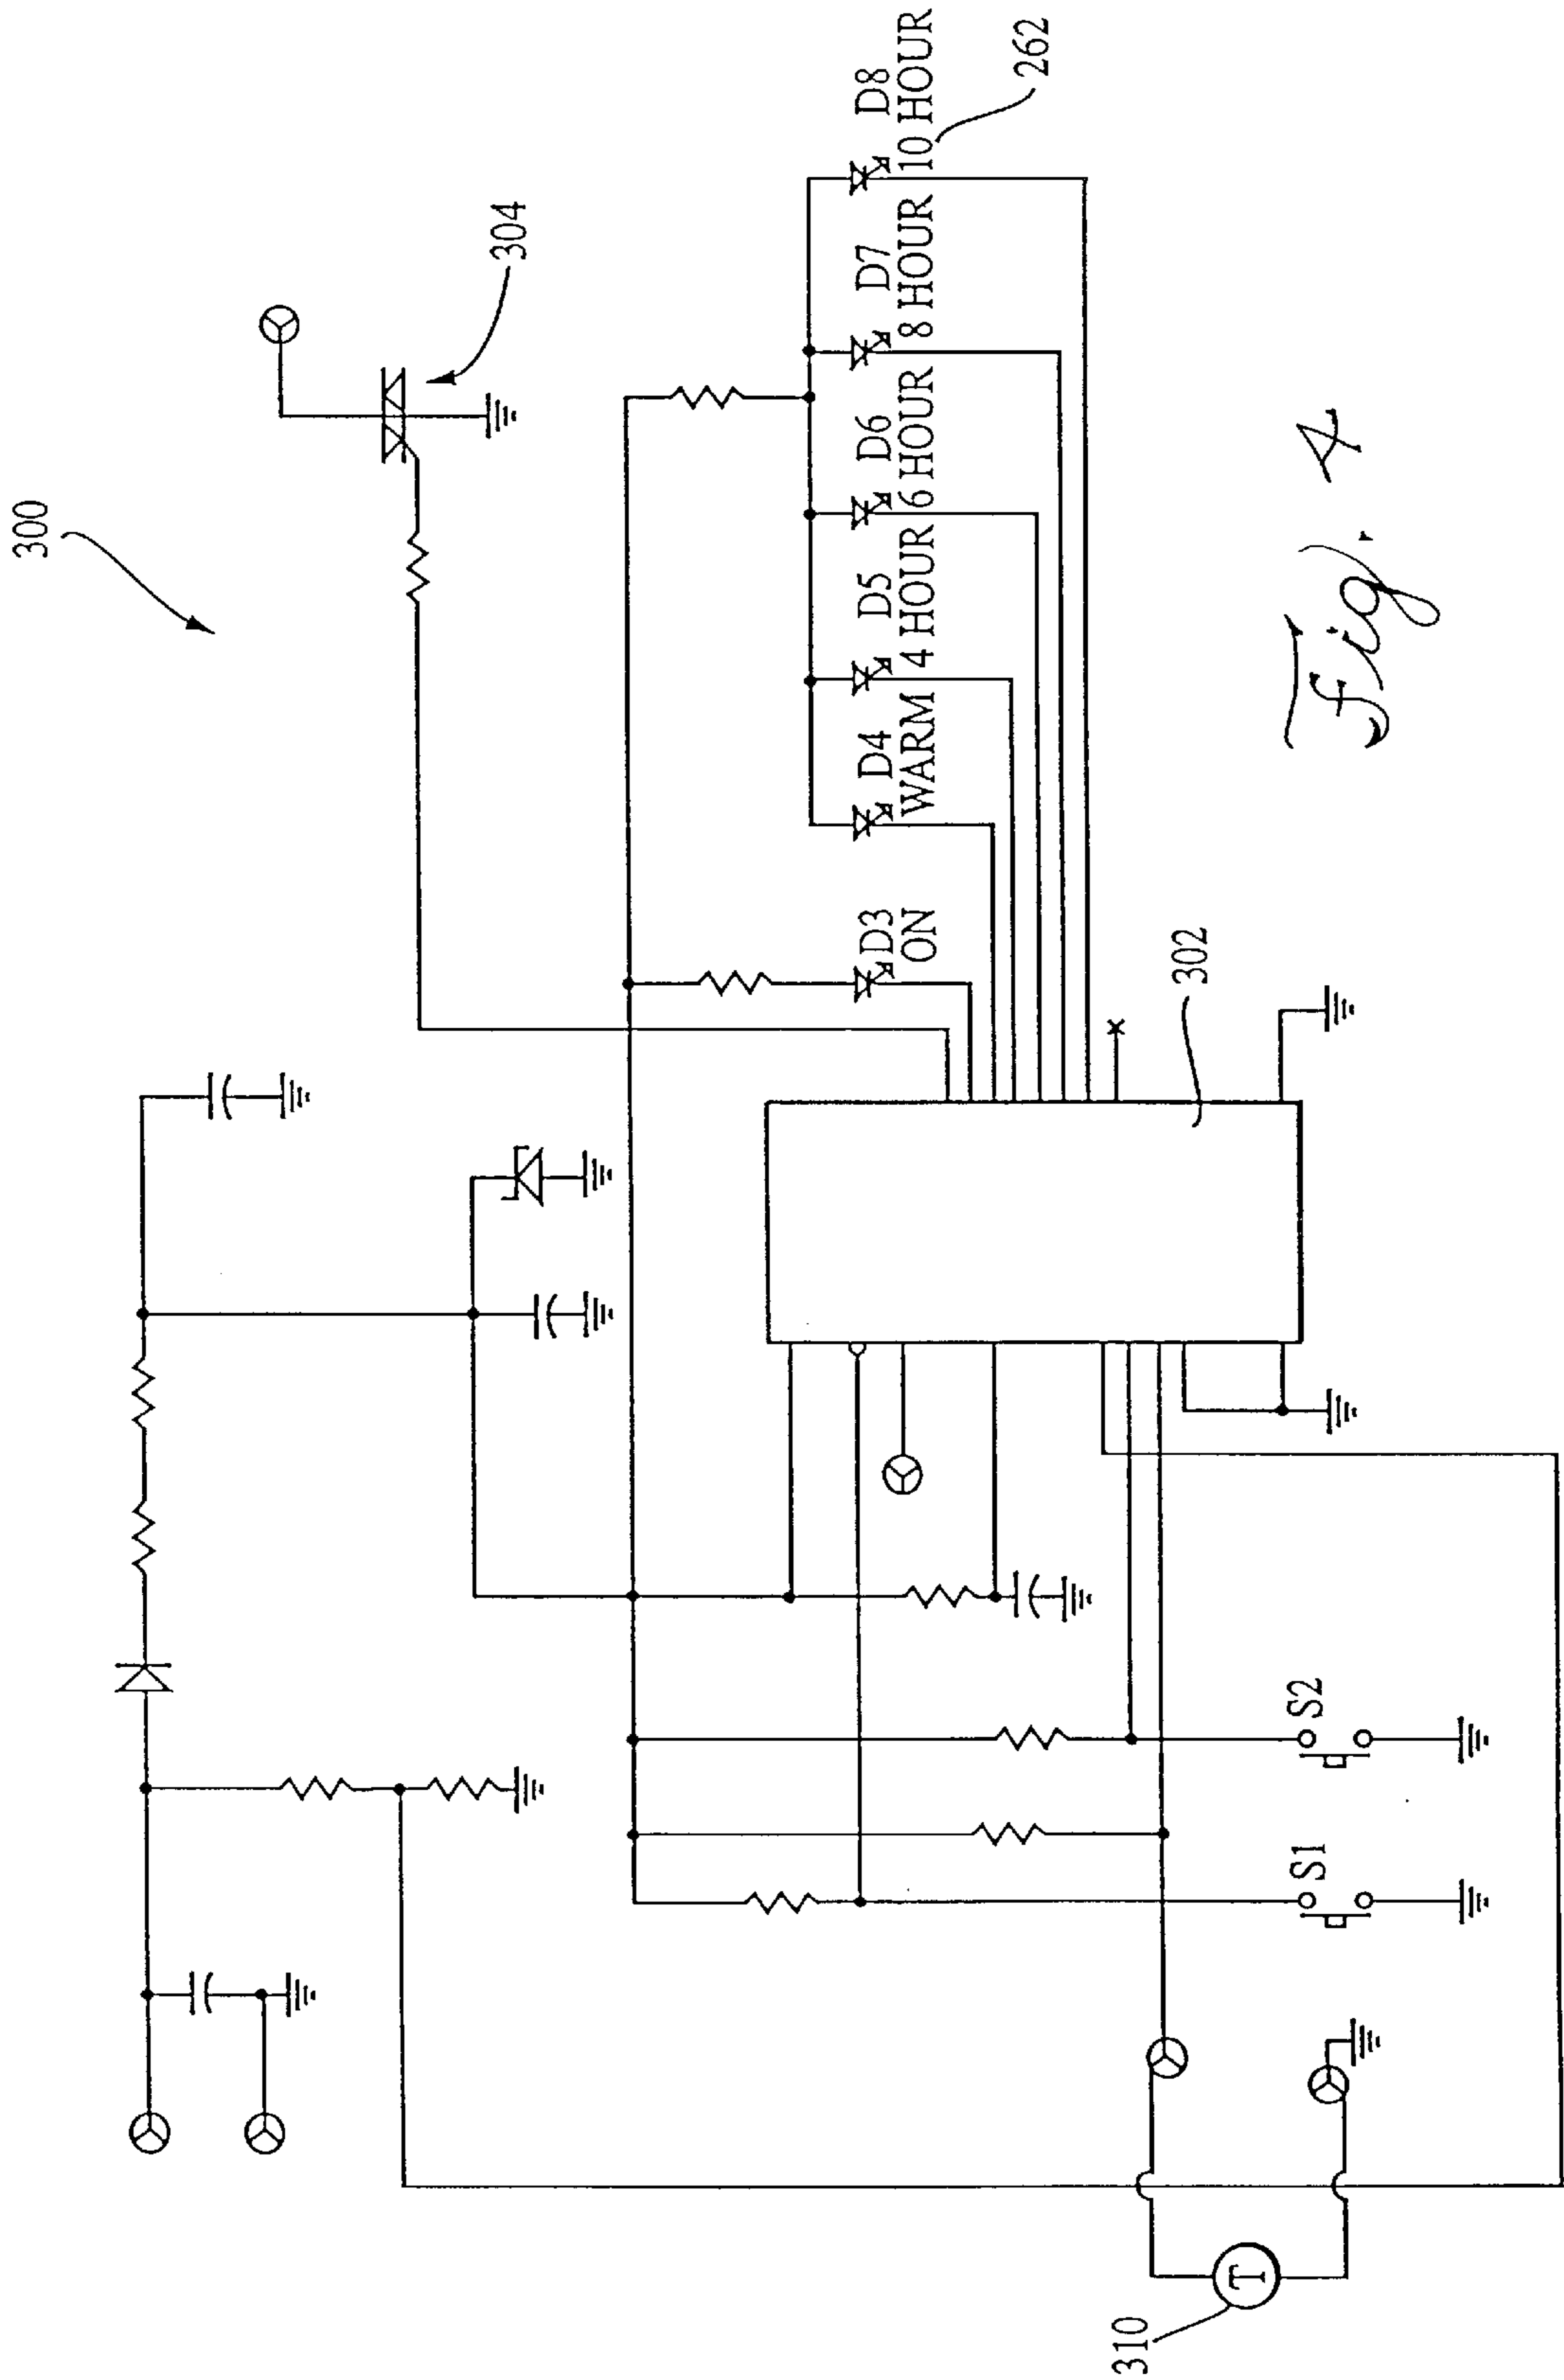 300
304
D3
ON
D4
WARM
D5
4 HOUR
D6
6 HOUR
D7
8 HOUR
D8
10 HOUR
262
302
S1
S2
310
T
Fig. 4